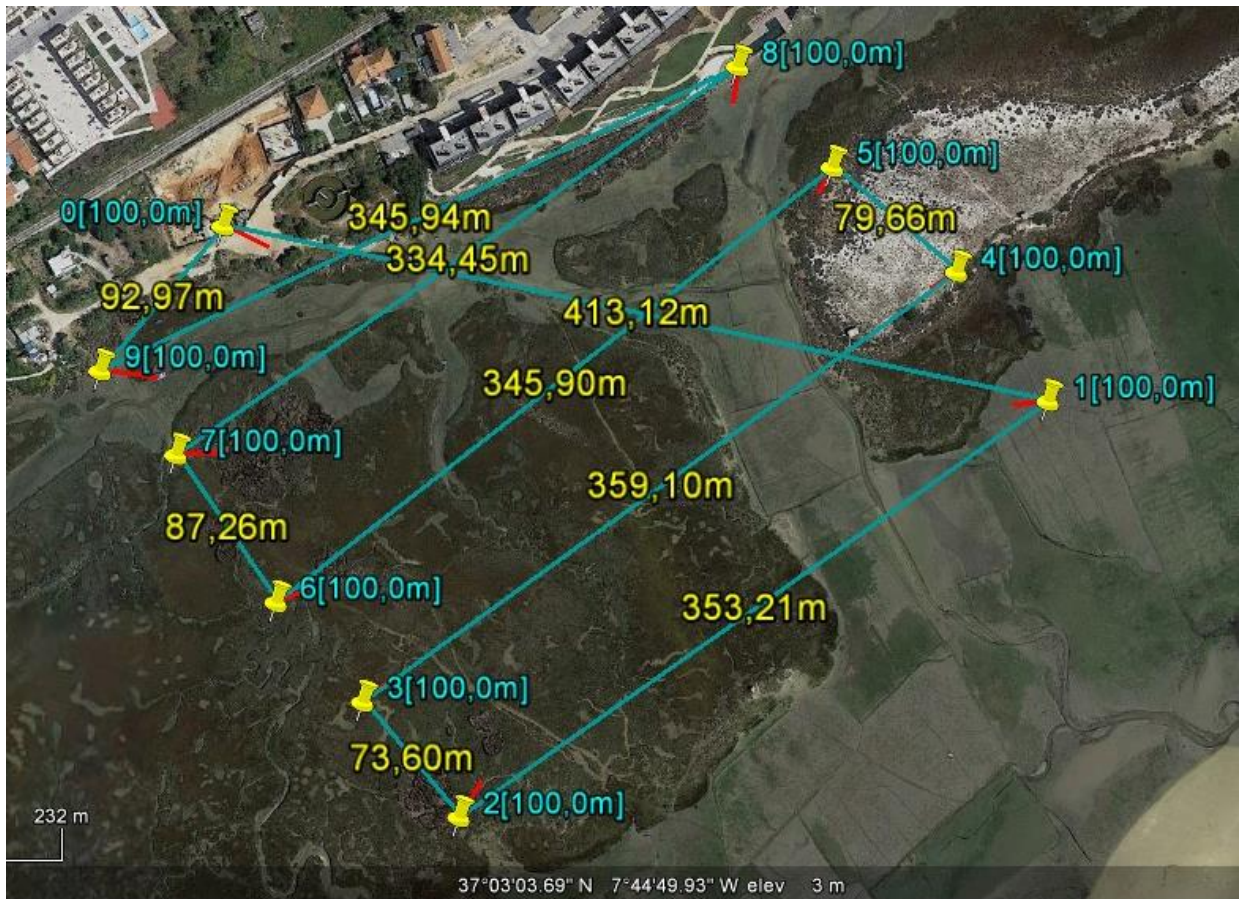 8[100,0m]
5[100,0m]
0[100,0m]
345,94m
79,66m
334,45m
4[100,0m]
92,97m
413,12m
9[100,0m]
345,90m
1[100,0m]
7[100,0m]
359,10m
87,26m
6[100,0m]
353,21m
3[100,0m]
73,60m
2[100,0m]
232 m
37°03'03.69" N 7°44'49.93" W elev 3 m